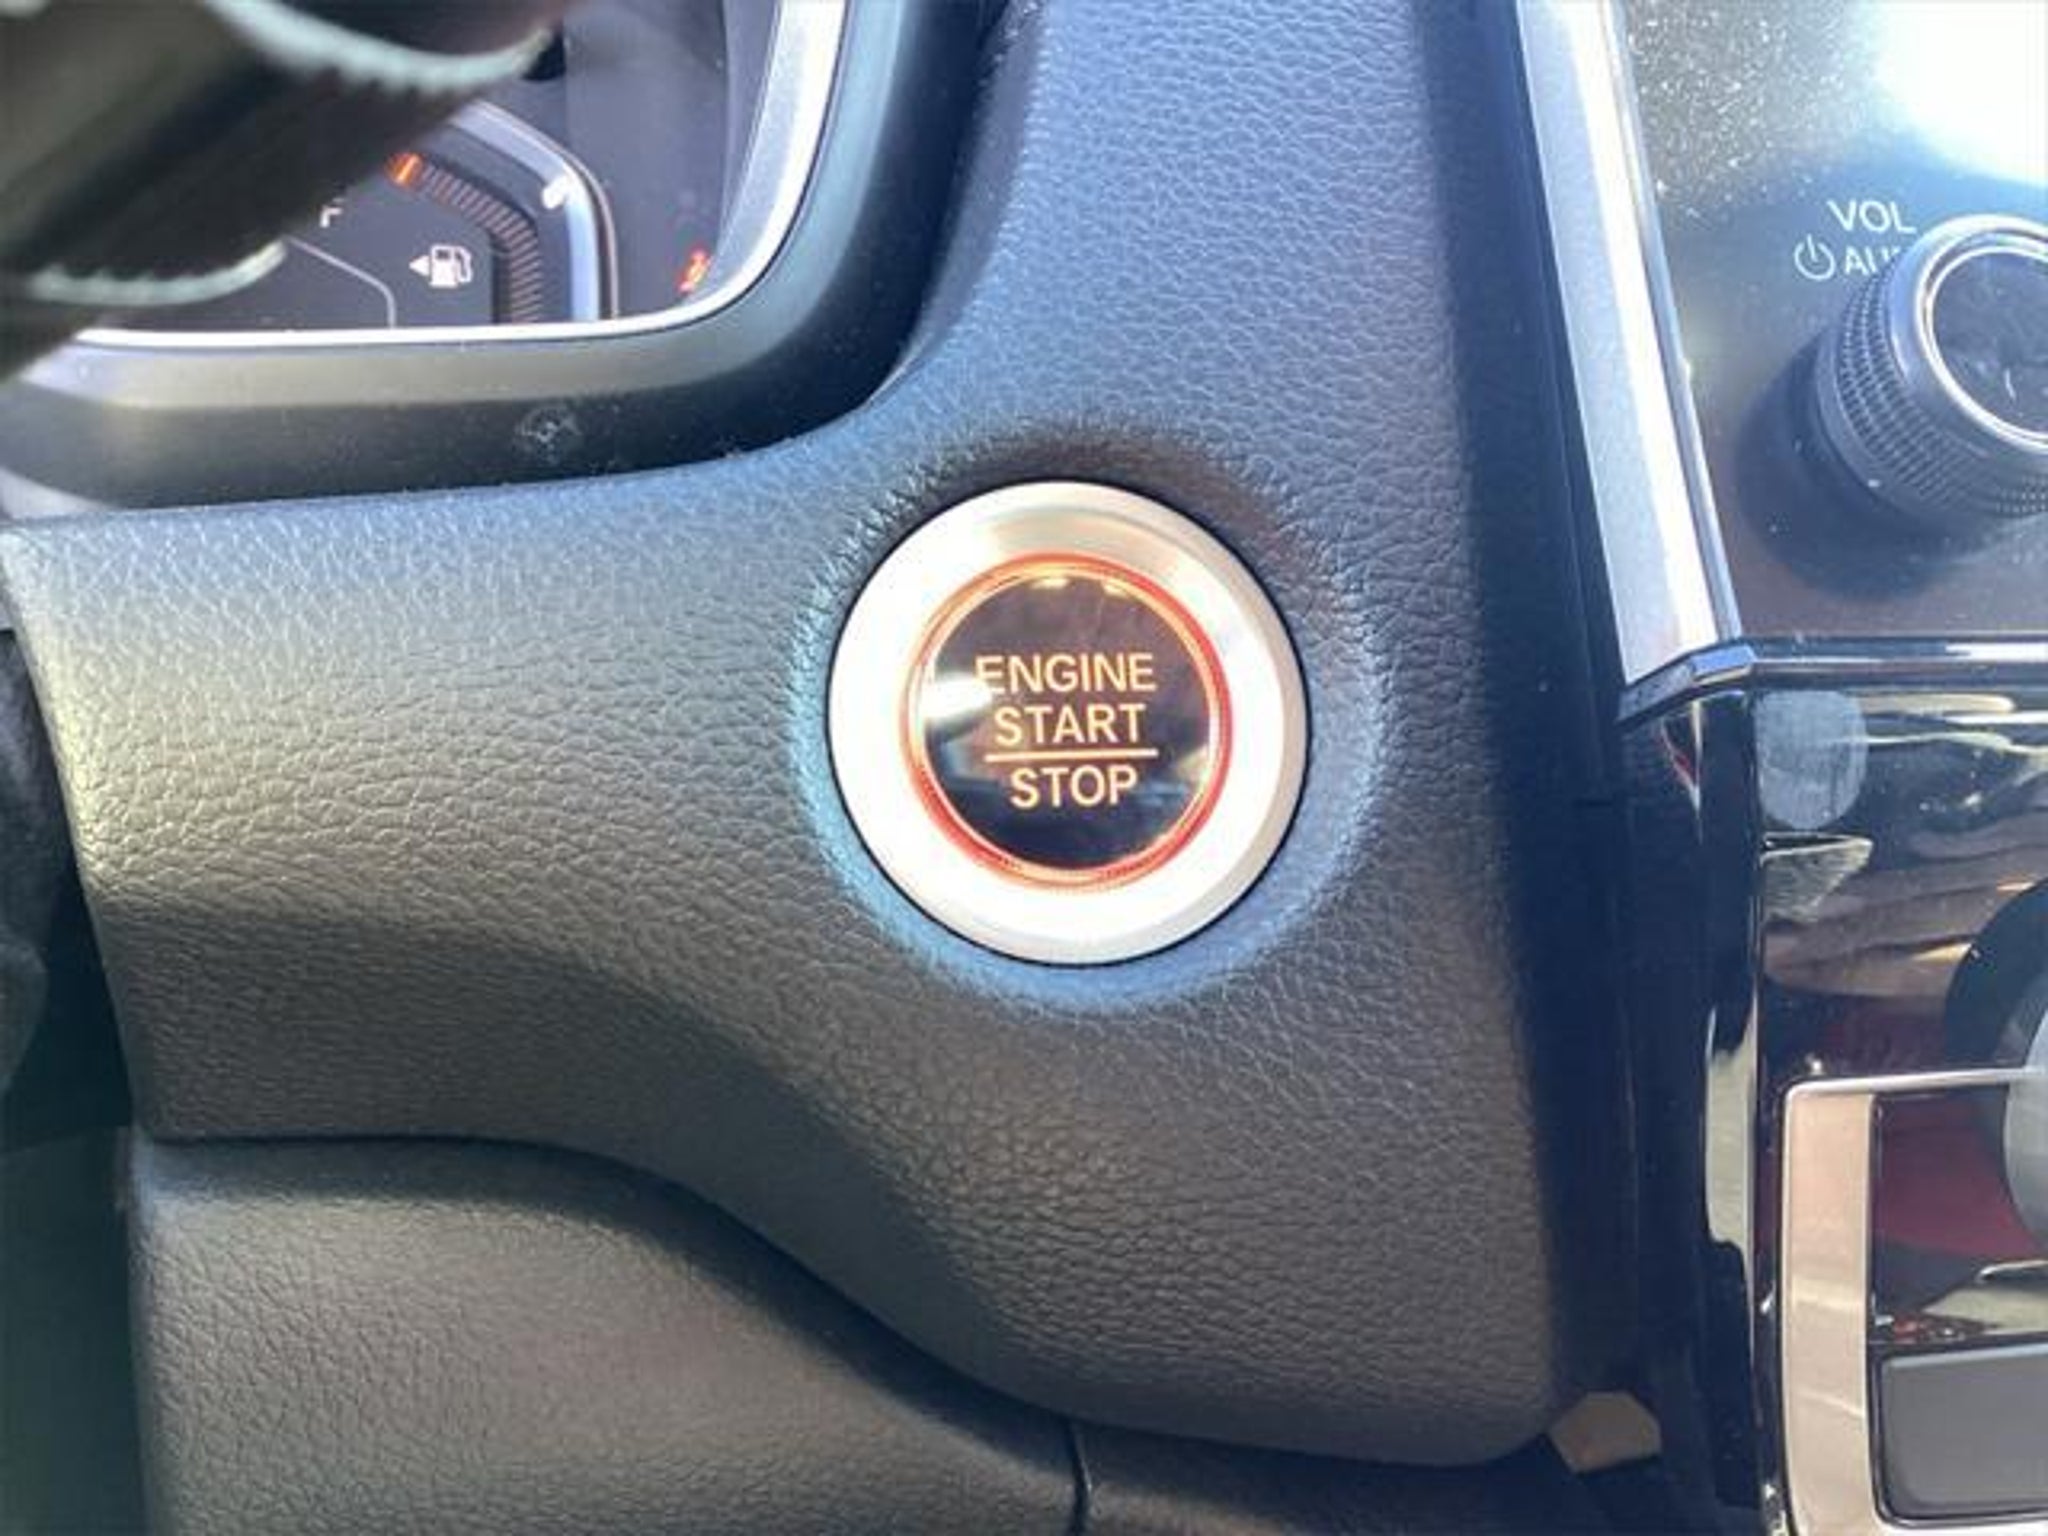 F
VOL
ENGINE
START
STOP